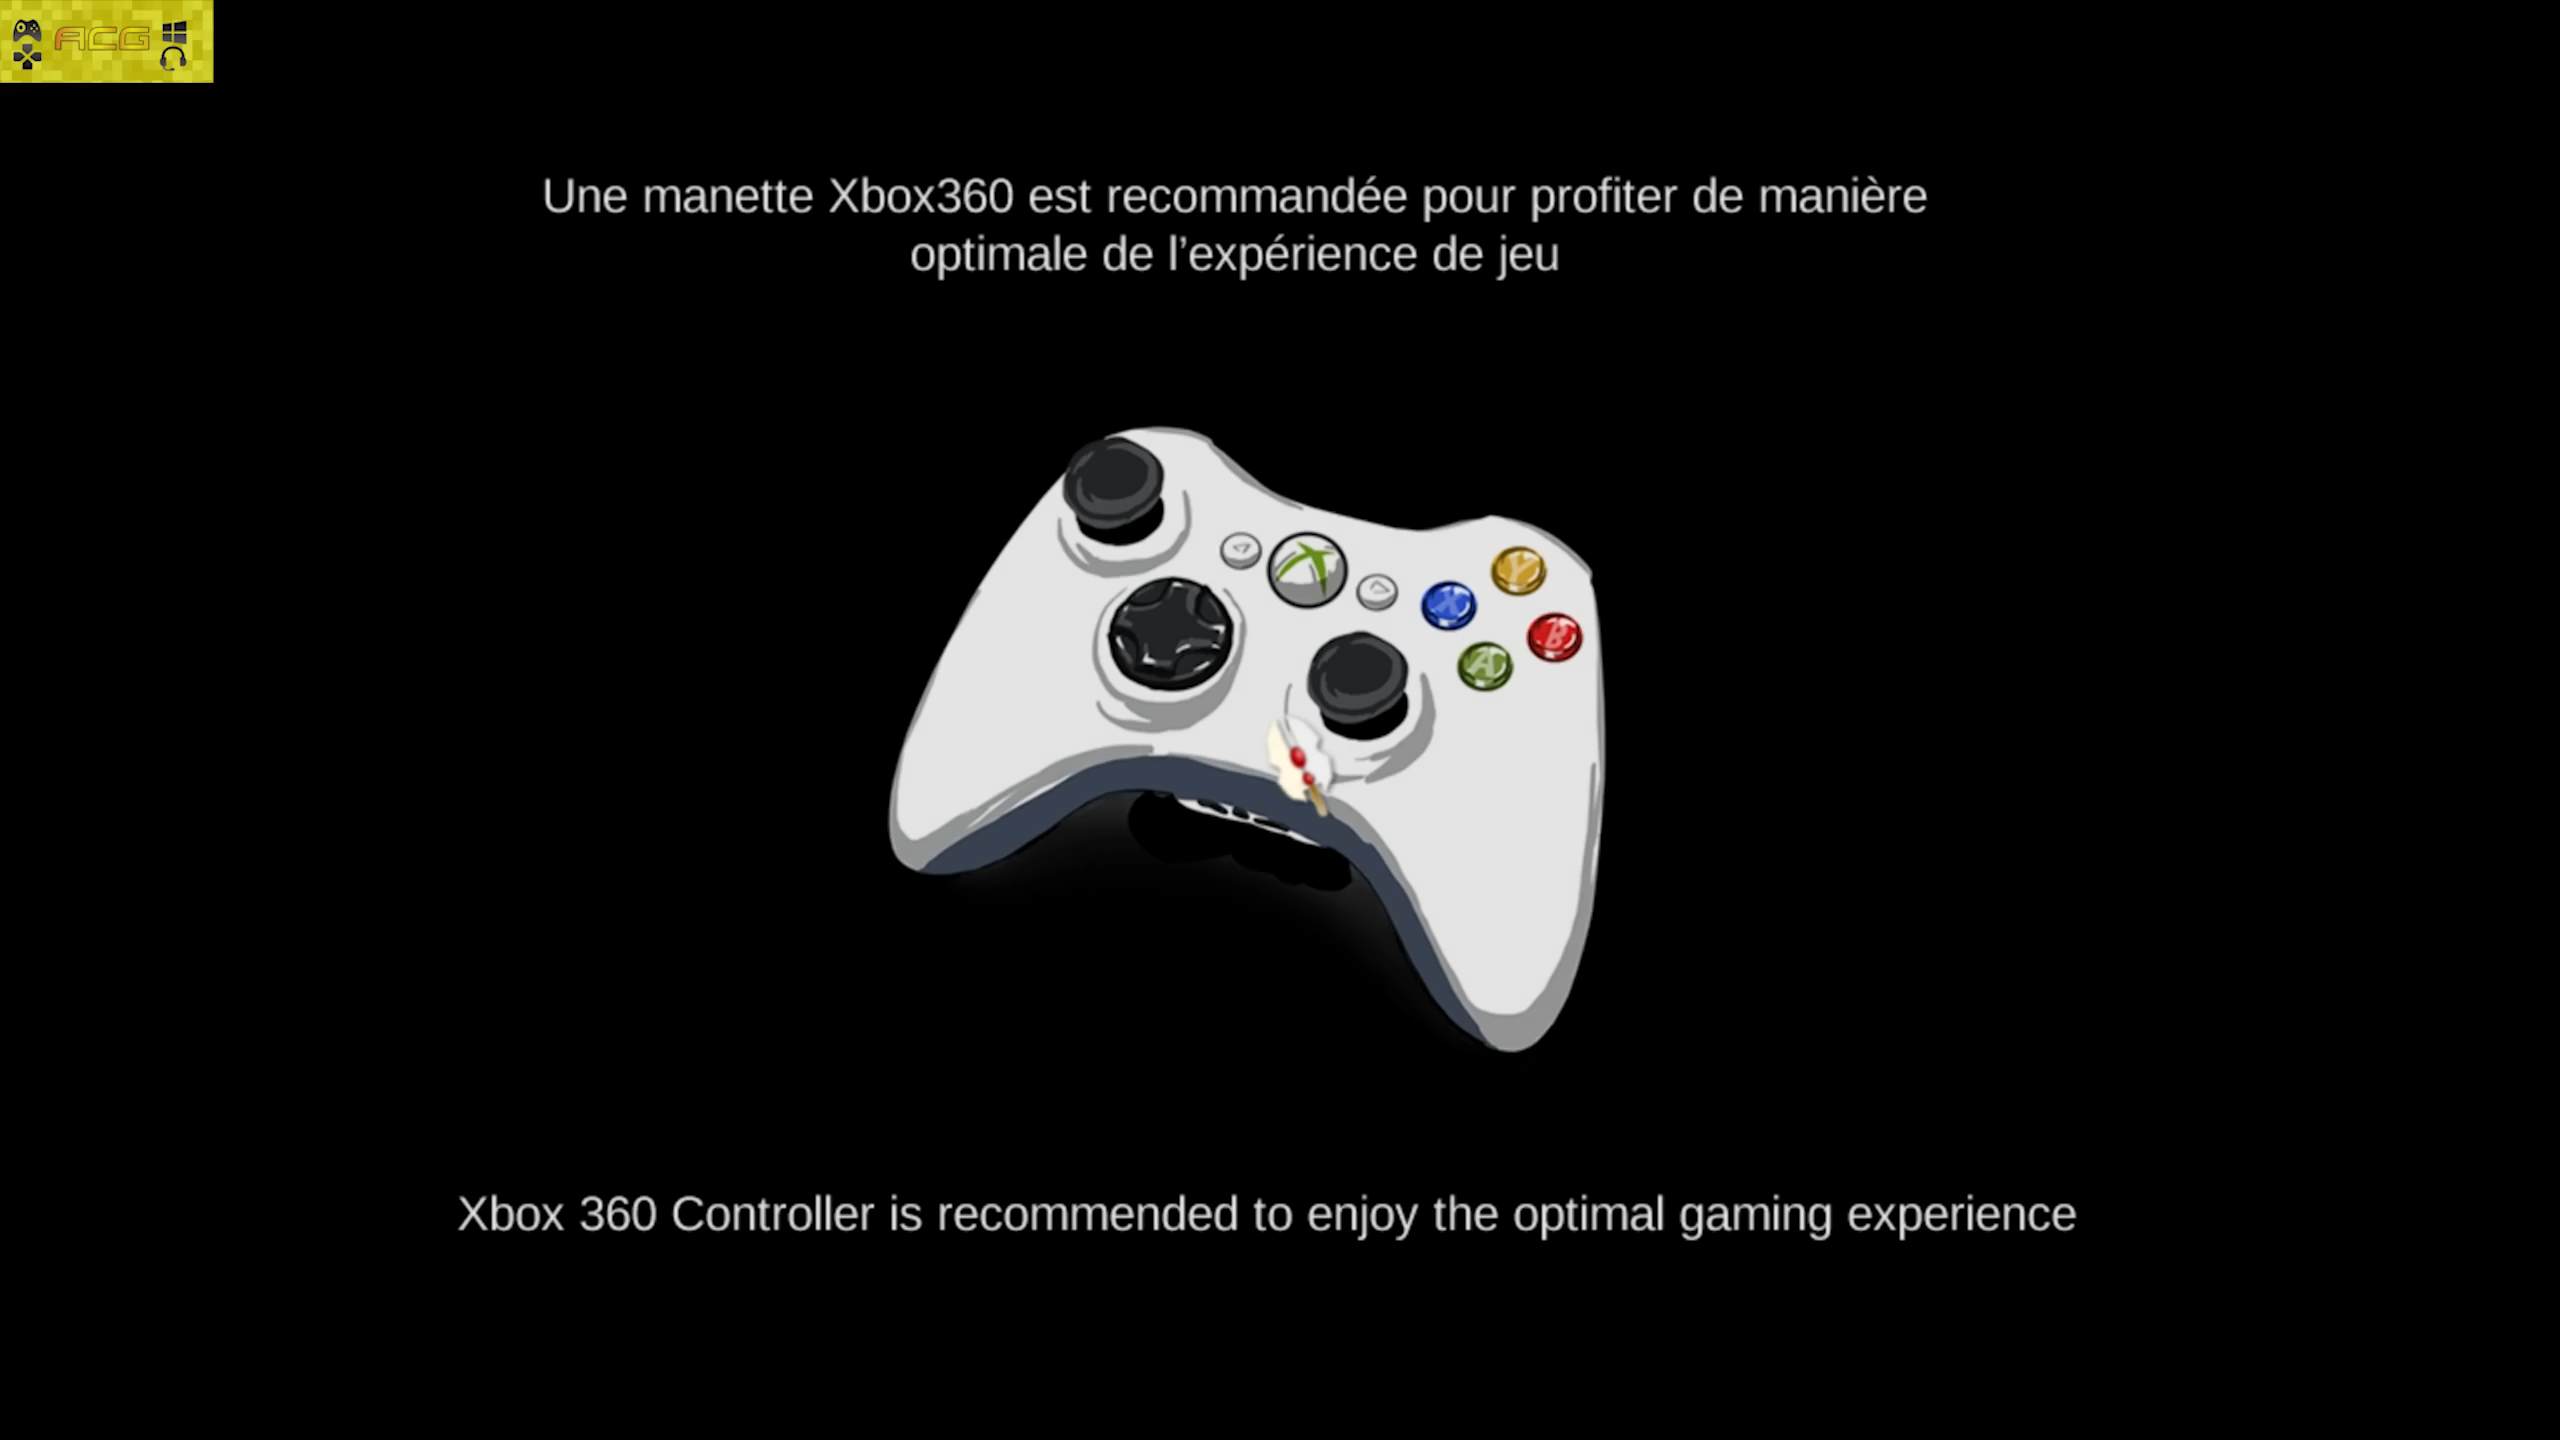 ACG
Une manette Xbox360 est recommandée pour profiter de manière
optimale de l’expérience de jeu
Y
X
B
A
Xbox 360 Controller is recommended to enjoy the optimal gaming experience